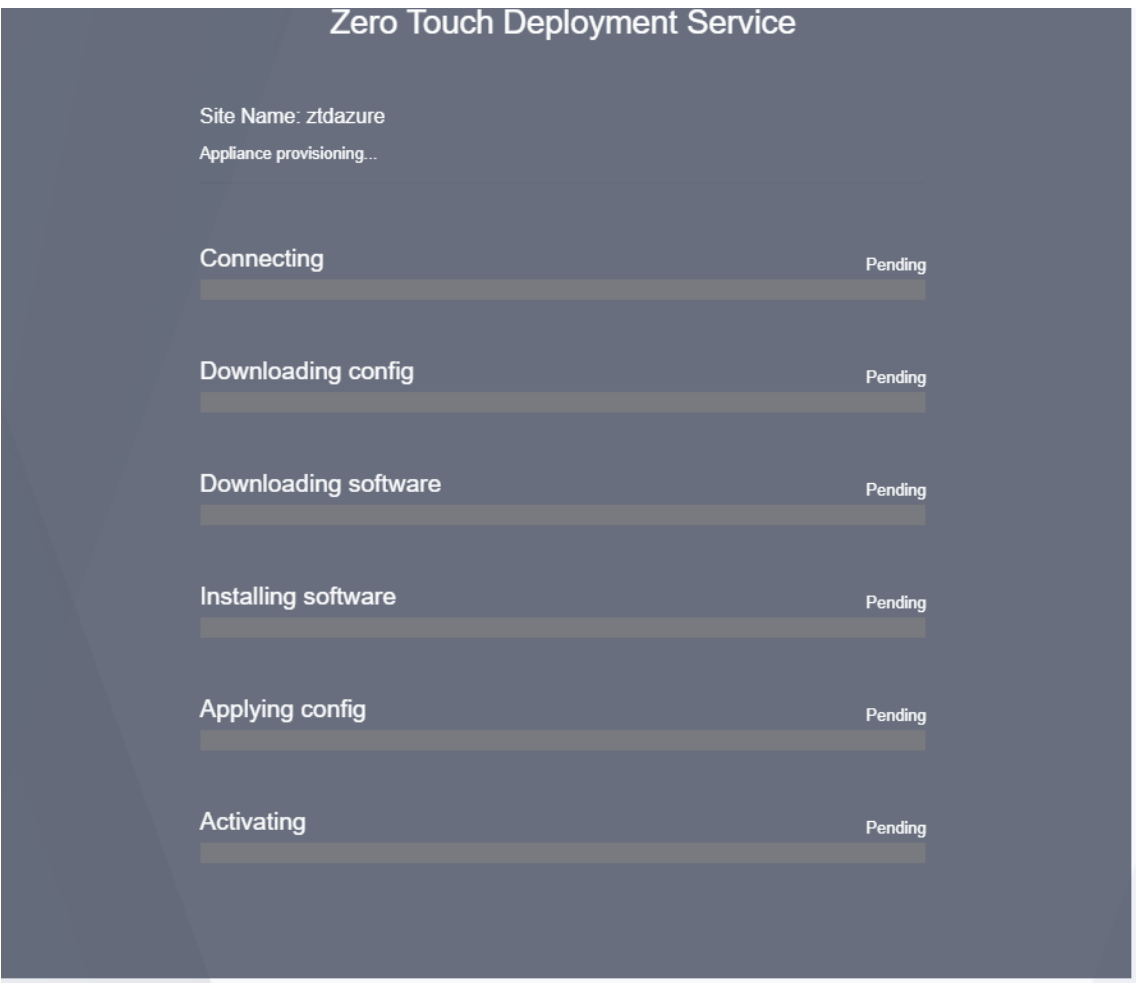 Zero Touch Deployment Service
Site Name: ztdazure
Appliance provisioning...
Connecting
Pending
Downloading config
Pending
Downloading software
Pending
Installing software
Pending
Applying config
Pending
Activating
Pending